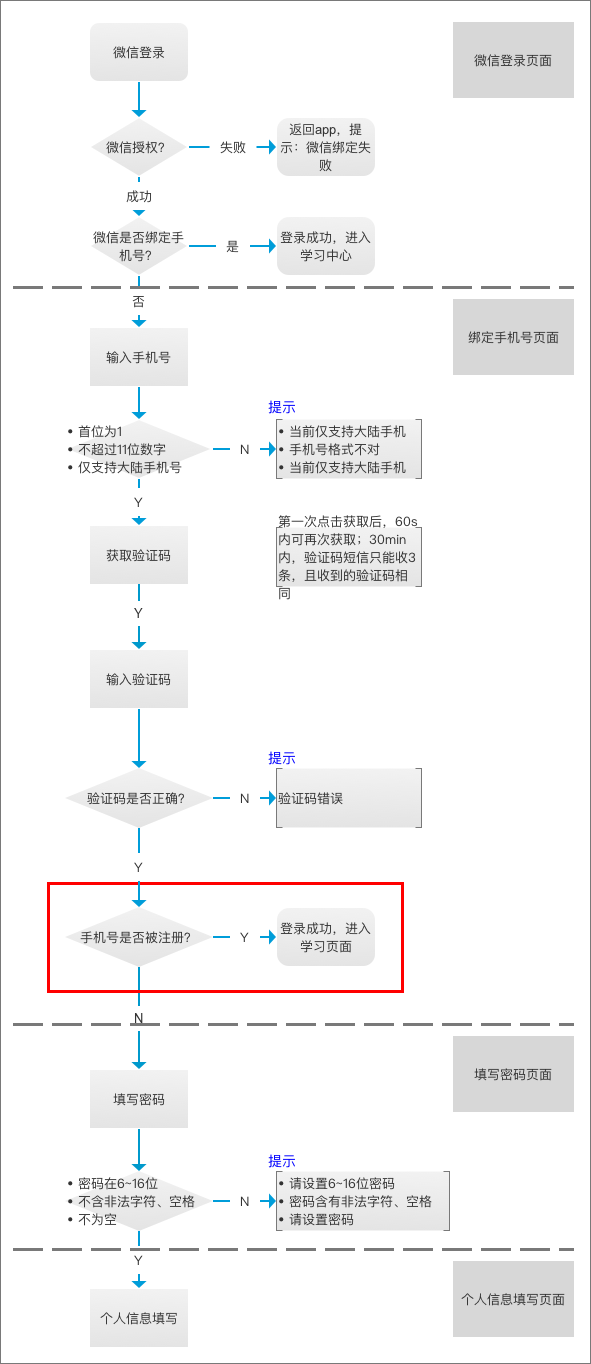 微信登录
微信登录页面
微信授权?
失败
返回app，提
示：微信绑定失
败
成功
微信是否绑定手
机号?
是
登录成功，进入
学习中心
否
绑定手机号页面
输入手机号
提示
• 首位为1
• 不超过11位数字
• 仅支持大陆手机号
N
• 当前仅支持大陆手机
• 手机号格式不对
• 当前仅支持大陆手机
Y
获取验证码
第一次点击获取后，60s
内可再次获取；30min
内，验证码短信只能收3
条，且收到的验证码相
同
Y
输入验证码
提示
验证码是否正确?
N
验证码错误
Y
手机号是否被注册?
Y
登录成功，进入
学习页面
N
填写密码页面
填写密码
提示
• 密码在6~16位
• 不含非法字符、空格
• 不为空
N
• 请设置6~16位密码
• 密码含有非法字符、空格
• 请设置密码
Y
个人信息填写页面
个人信息填写